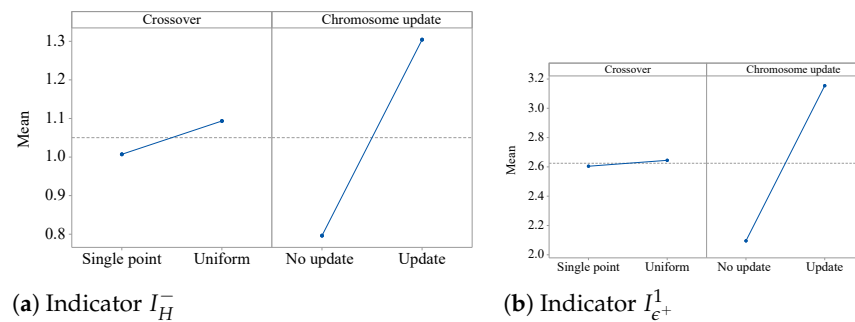 Crossover Chromosome update
1.3
1.2
1.1
1.0
0.9
0.8
Mean
Single point Uniform No update Update
(a) Indicator I_H^-
Crossover Chromosome update
3.2
3.0
2.8
2.6
2.4
2.2
2.0
Mean
Single point Uniform No update Update
(b) Indicator I_{ϵ+}^1